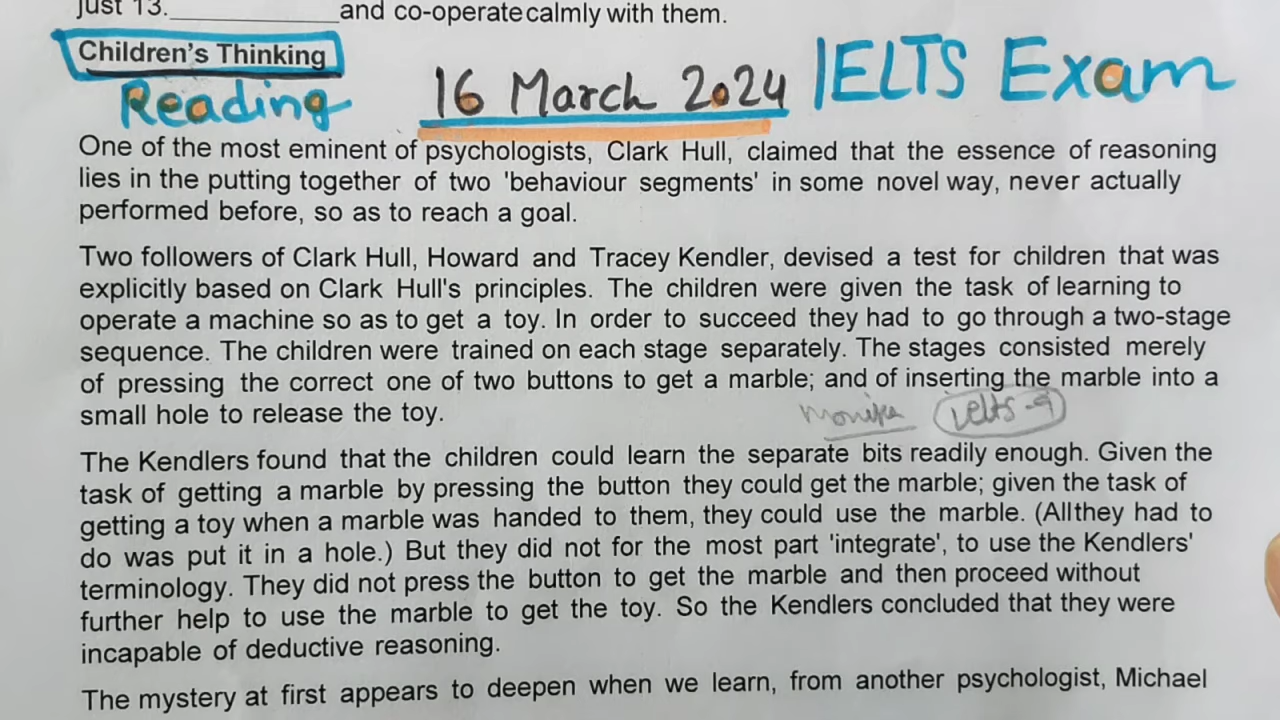 just 13.____________and co-operate calmly with them.
Children's Thinking
Reading 16 March 2024 IELTS Exam
One of the most eminent of psychologists, Clark Hull, claimed that the essence of reasoning
lies in the putting together of two 'behaviour segments' in some novel way, never actually
performed before, so as to reach a goal.
Two followers of Clark Hull, Howard and Tracey Kendler, devised a test for children that was
explicitly based on Clark Hull's principles. The children were given the task of learning to
operate a machine so as to get a toy. In order to succeed they had to go through a two-stage
sequence. The children were trained on each stage separately. The stages consisted merely
of pressing the correct one of two buttons to get a marble; and of inserting the marble into a
small hole to release the toy.
monika ielts-9
The Kendlers found that the children could learn the separate bits readily enough. Given the
task of getting a marble by pressing the button they could get the marble; given the task of
getting a toy when a marble was handed to them, they could use the marble. (Allthey had to
do was put it in a hole.) But they did not for the most part 'integrate', to use the Kendlers'
terminology. They did not press the button to get the marble and then proceed without
further help to use the marble to get the toy. So the Kendlers concluded that they were
incapable of deductive reasoning.
The mystery at first appears to deepen when we learn, from another psychologist, Michael